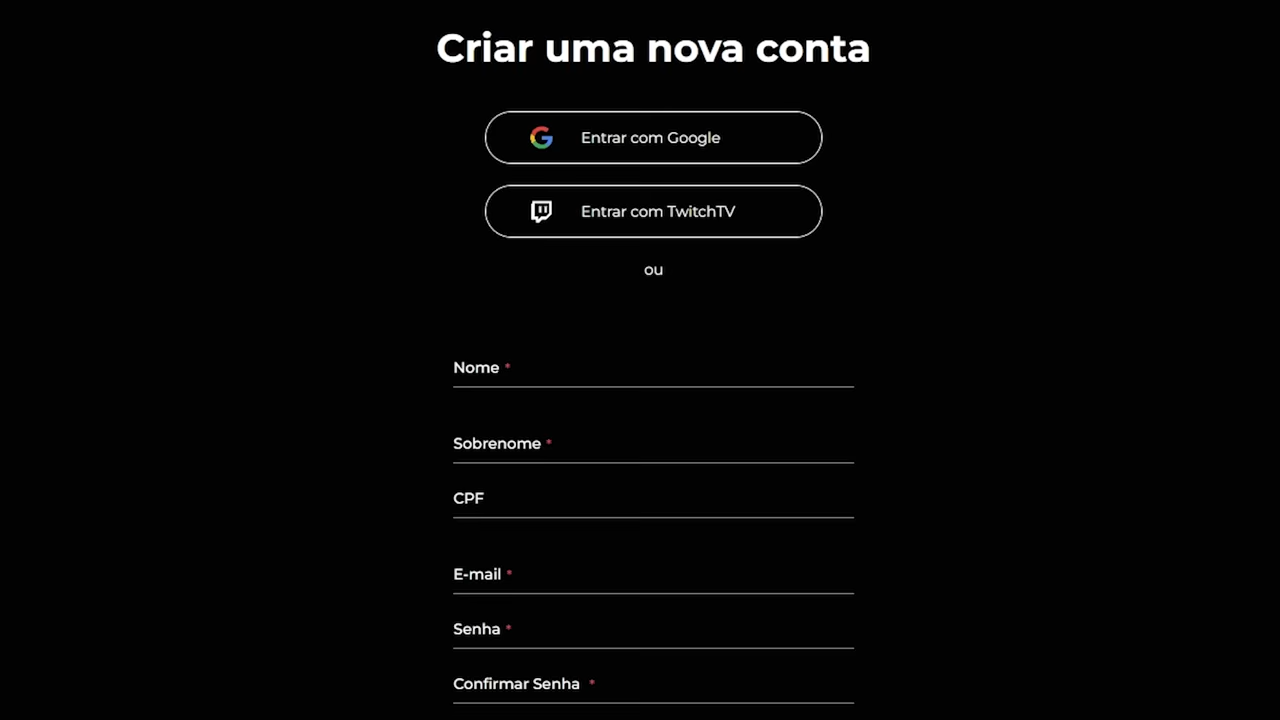 Criar uma nova conta
Entrar com Google
Entrar com TwitchTV
ou
Nome *
Sobrenome *
CPF
E-mail *
Senha *
Confirmar Senha *